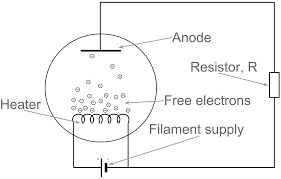 Anode
Resistor, R
Heater
Free electrons
Filament supply